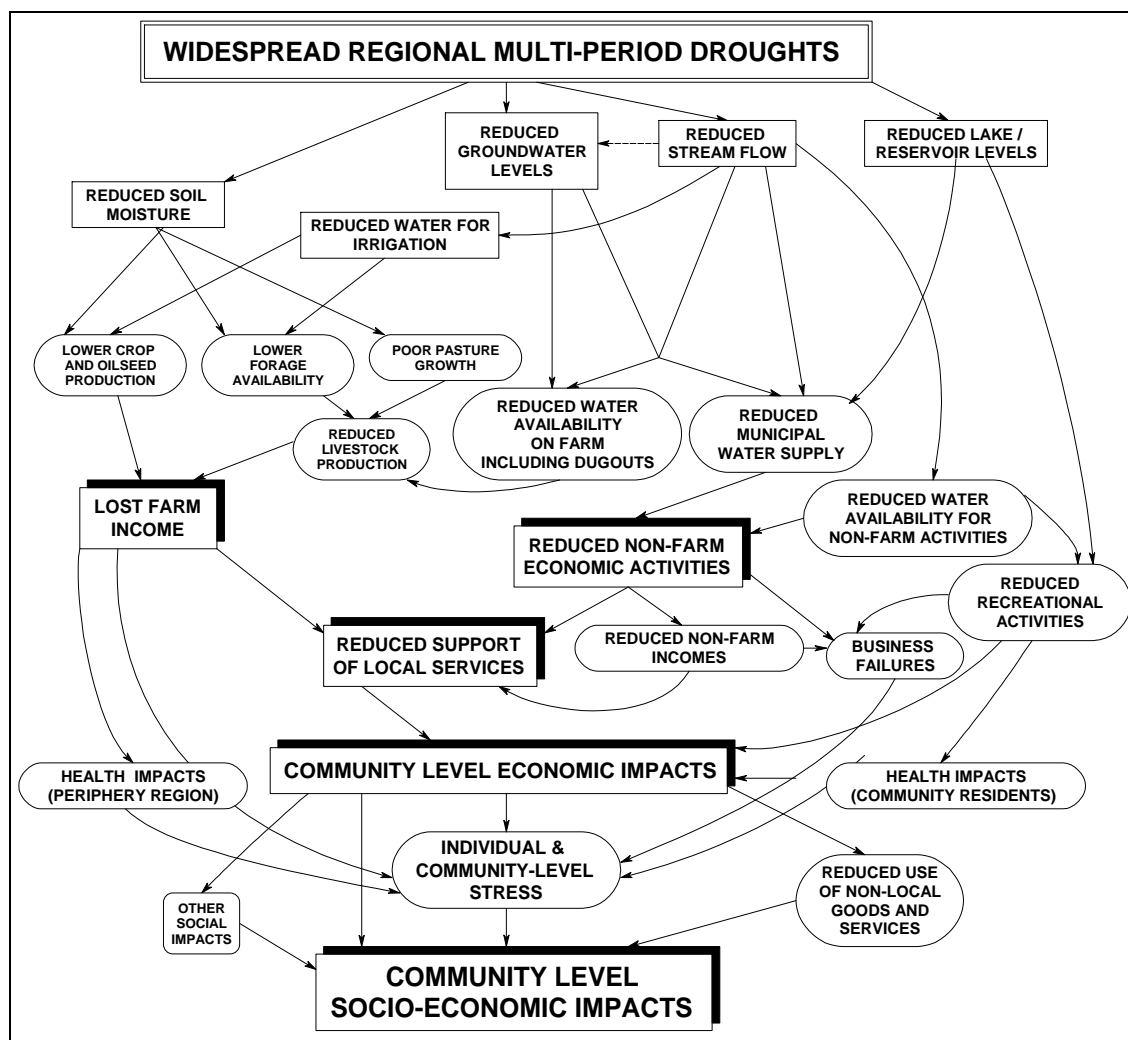 WIDESPREAD REGIONAL MULTI-PERIOD DROUGHTS
REDUCED
GROUNDWATER
LEVELS
REDUCED
STREAM FLOW
REDUCED LAKE /
RESERVOIR LEVELS
REDUCED SOIL
MOISTURE
REDUCED WATER FOR
IRRIGATION
LOWER CROP
AND OILSEED
PRODUCTION
LOWER
FORAGE
AVAILABILITY
POOR PASTURE
GROWTH
REDUCED
LIVESTOCK
PRODUCTION
REDUCED WATER
AVAILABILITY
ON FARM
INCLUDING DUGOUTS
REDUCED
MUNICIPAL
WATER SUPPLY
LOST FARM
INCOME
REDUCED WATER
AVAILABILITY FOR
NON-FARM ACTIVITIES
REDUCED NON-FARM
ECONOMIC ACTIVITIES
REDUCED
RECREATIONAL
ACTIVITIES
REDUCED SUPPORT
OF LOCAL SERVICES
REDUCED NON-FARM
INCOMES
BUSINESS
FAILURES
COMMUNITY LEVEL ECONOMIC IMPACTS
HEALTH IMPACTS
(PERIPHERY REGION)
HEALTH IMPACTS
(COMMUNITY RESIDENTS)
INDIVIDUAL &
COMMUNITY-LEVEL
STRESS
REDUCED USE
OF NON-LOCAL
GOODS AND
SERVICES
OTHER
SOCIAL
IMPACTS
COMMUNITY LEVEL
SOCIO-ECONOMIC IMPACTS